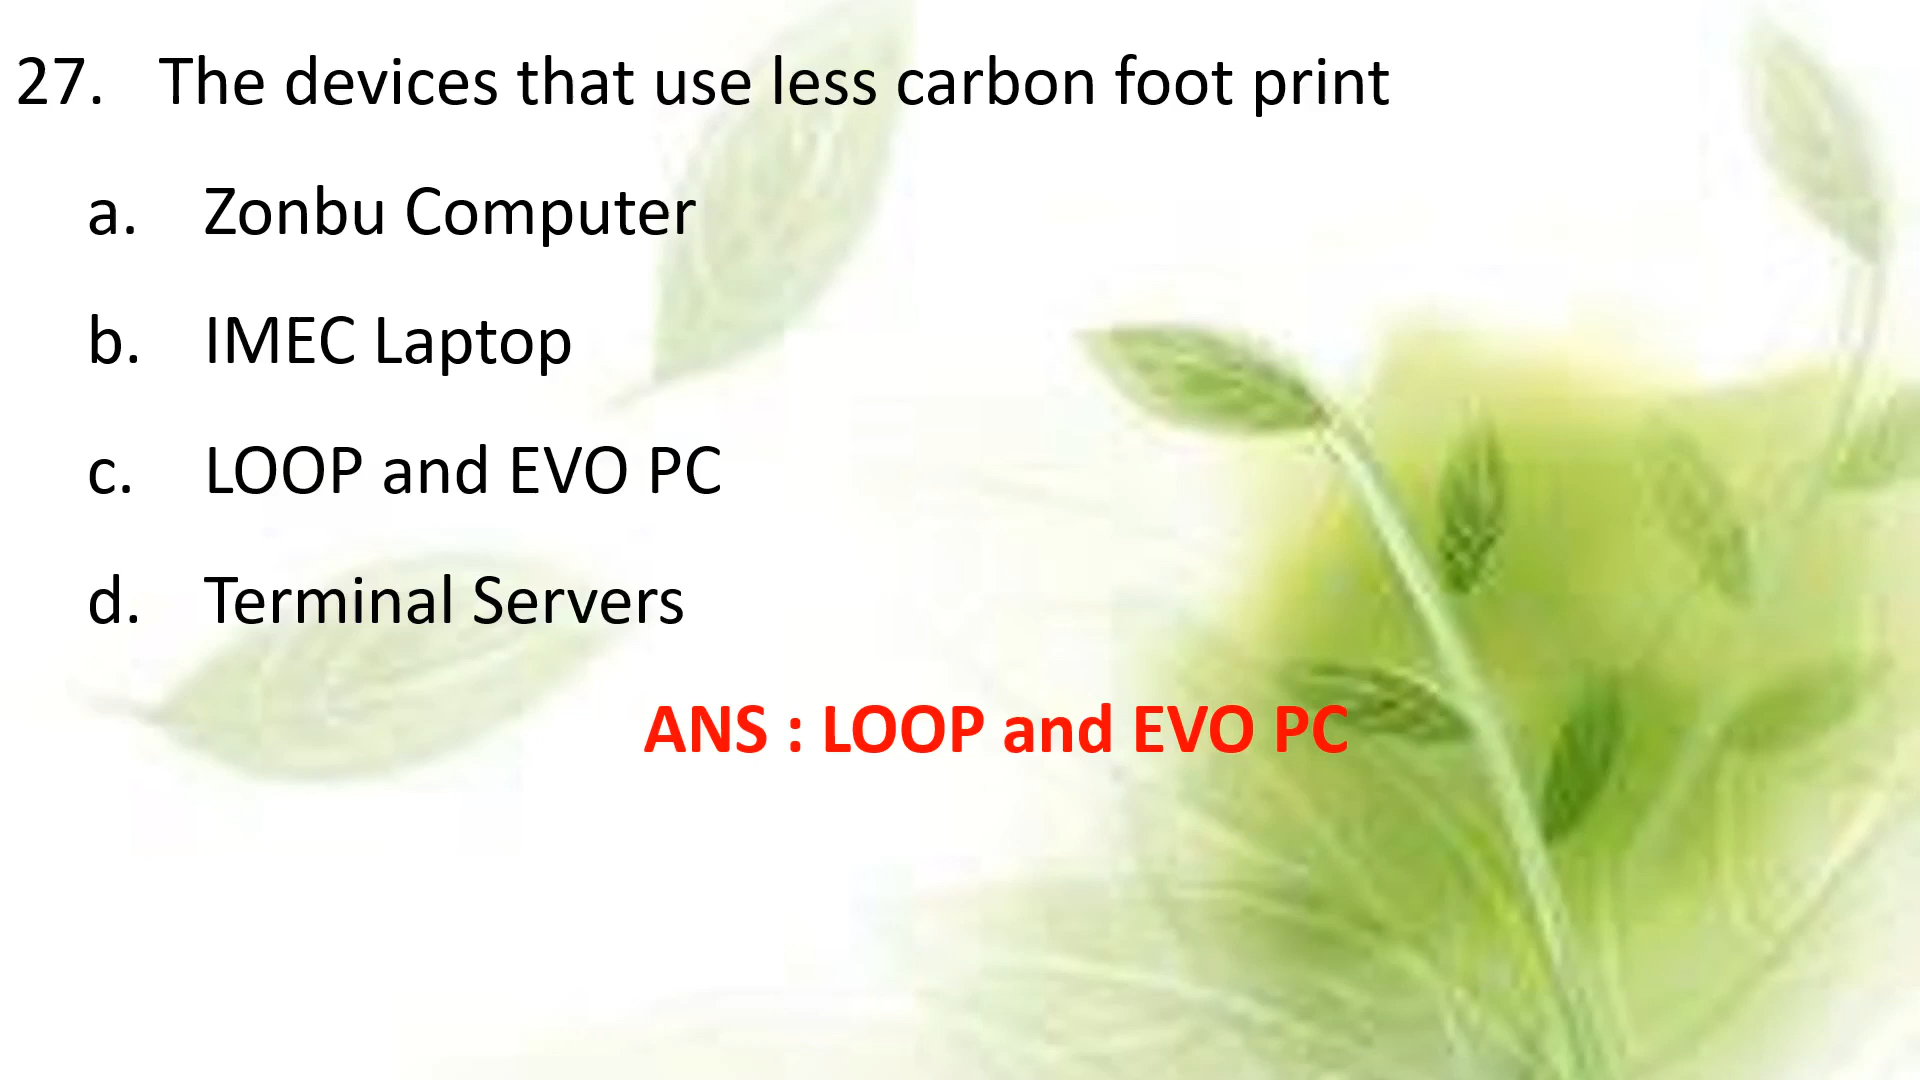 27. The devices that use less carbon foot print
a. Zonbu Computer
b. IMEC Laptop
c. LOOP and EVO PC
d. Terminal Servers
ANS : LOOP and EVO PC